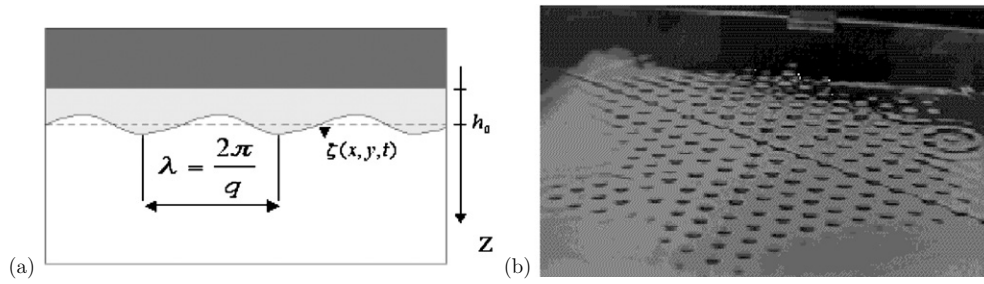 h₀
ζ(x,y,t)
λ = 2π/q
Z
(a)
(b)